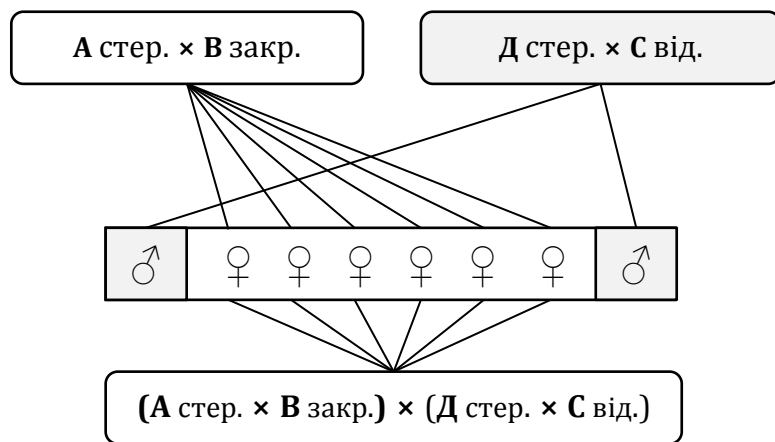 А стер. × В закр.
Д стер. × С від.
♂ ♀ ♀ ♀ ♀ ♀ ♀ ♂
(А стер. × В закр.) × (Д стер. × С від.)